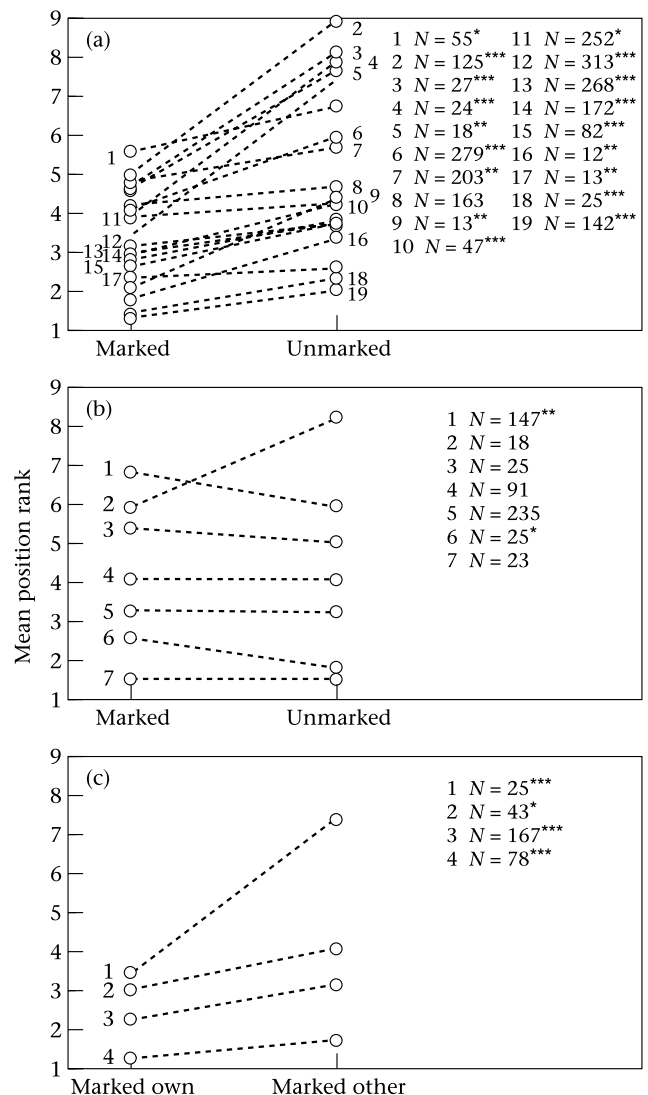 (a)
9
8
7
6
5
4
3
2
1
1
11
12
13
14
15
17
2
3
4
5
6
7
8
9
10
16
18
19
1 N = 55* 11 N = 252*
2 N = 125*** 12 N = 313***
3 N = 27*** 13 N = 268***
4 N = 24*** 14 N = 172***
5 N = 18** 15 N = 82***
6 N = 279*** 16 N = 12**
7 N = 203** 17 N = 13**
8 N = 163 18 N = 25***
9 N = 13** 19 N = 142***
10 N = 47***
Marked Unmarked
Mean position rank
(b)
9
8
7
6
5
4
3
2
1
1
2
3
4
5
6
7
1 N = 147**
2 N = 18
3 N = 25
4 N = 91
5 N = 235
6 N = 25*
7 N = 23
Marked Unmarked
(c)
9
8
7
6
5
4
3
2
1
1
2
3
4
1 N = 25***
2 N = 43*
3 N = 167***
4 N = 78***
Marked own Marked other